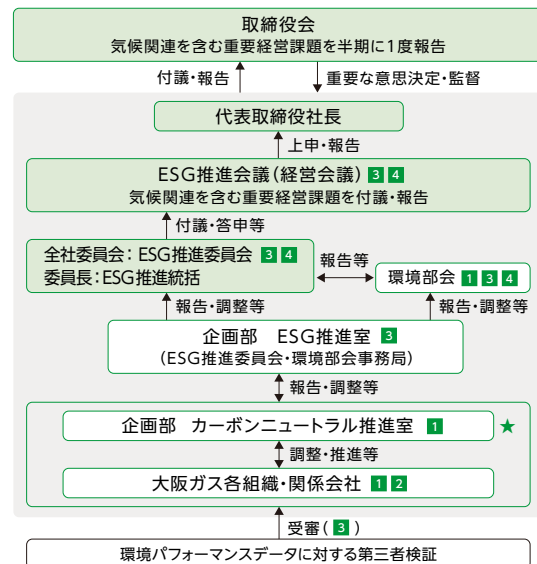 取締役会
気候関連を含む重要経営課題を半期に1度報告
付議・報告
重要な意思決定・監督
代表取締役社長
上申・報告
ESG推進会議(経営会議) 3 4
気候関連を含む重要経営課題を付議・報告
付議・答申等
全社委員会:ESG推進委員会 3 4
委員長:ESG推進統括
報告等
環境部会 1 3 4
報告・調整等
報告・調整等
企画部 ESG推進室 3
(ESG推進委員会・環境部会事務局)
報告・調整等
企画部 カーボンニュートラル推進室 1 ★
調整・推進等
大阪ガス各組織・関係会社 1 2
受審( 3 )
環境パフォーマンスデータに対する第三者検証